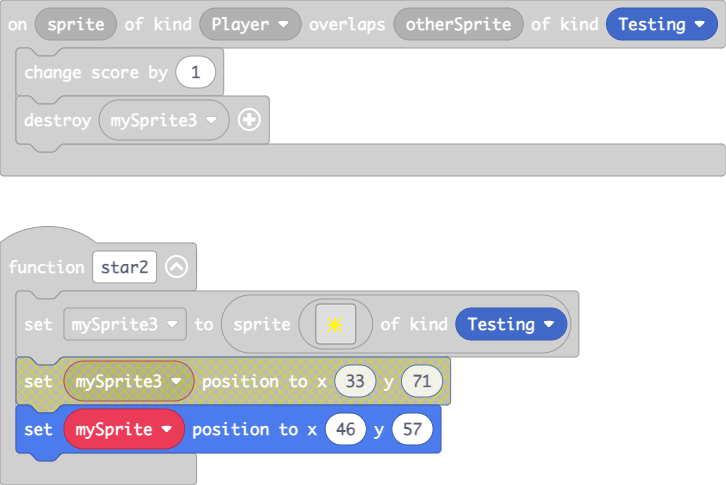 on sprite of kind Player overlaps otherSprite of kind Testing
change score by 1
destroy mySprite3
function star2
set mySprite3 to sprite of kind Testing
set mySprite3 position to x 33 y 71
set mySprite position to x 46 y 57